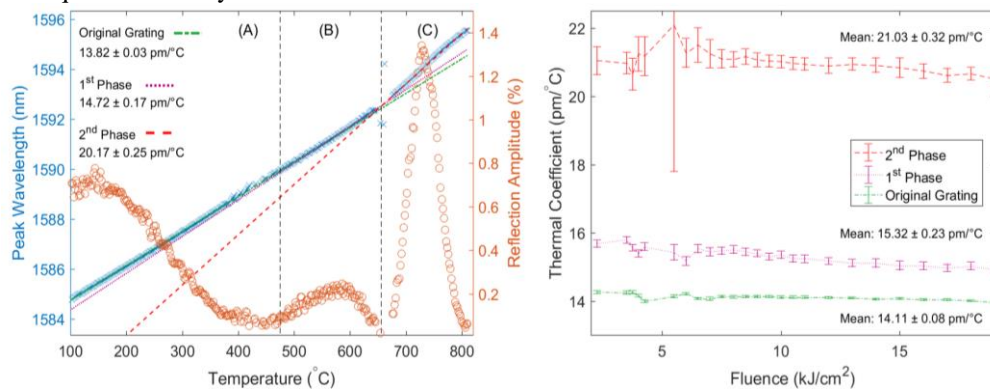 1596
1594
1592
1590
1588
1586
1584
Peak Wavelength (nm)
Original Grating
13.82 ± 0.03 pm/°C
1st Phase
14.72 ± 0.17 pm/°C
2nd Phase
20.17 ± 0.25 pm/°C
(A)
(B)
(C)
1.4
1.2
1
0.8
0.6
0.4
0.2
Reflection Amplitude (%)
100 200 300 400 500 600 700 800
Temperature (°C)
22
20
18
16
14
Thermal Coefficient (pm/°C)
Mean: 21.03 ± 0.32 pm/°C
2nd Phase
1st Phase
Original Grating
Mean: 15.32 ± 0.23 pm/°C
Mean: 14.11 ± 0.08 pm/°C
5 10 15
Fluence (kJ/cm2)